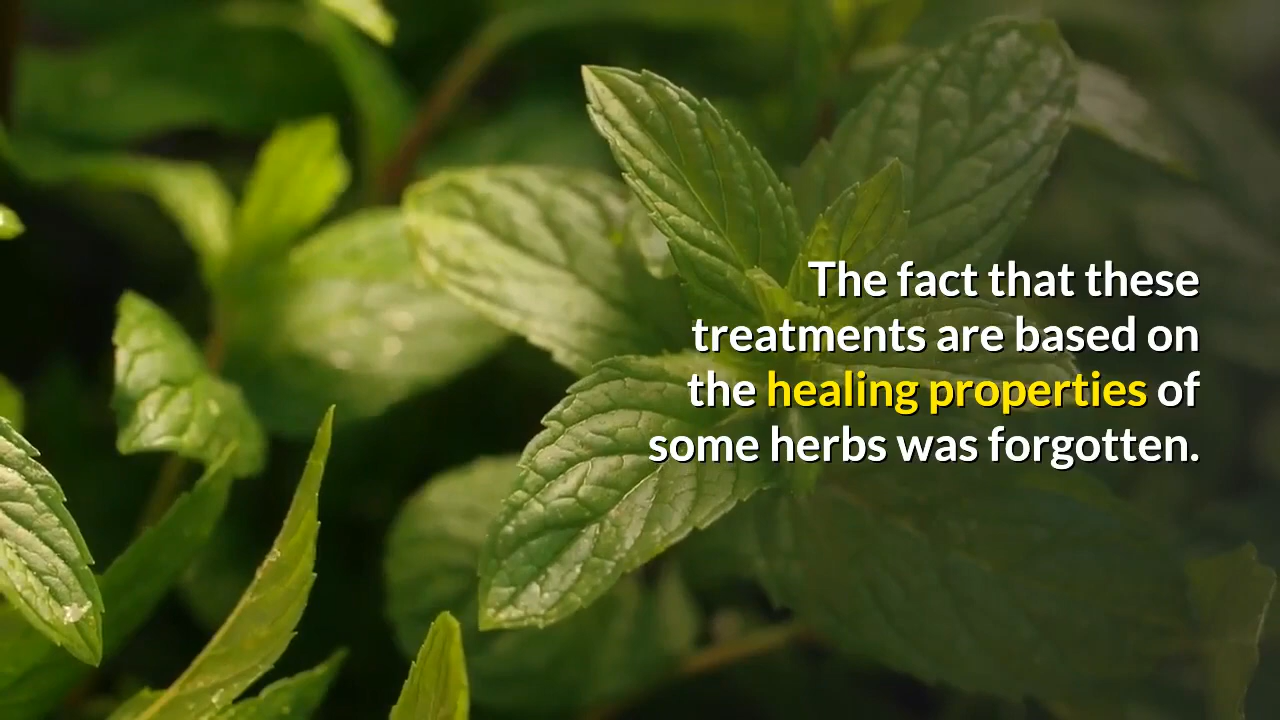 The fact that these
treatments are based on
the healing properties of
some herbs was forgotten.